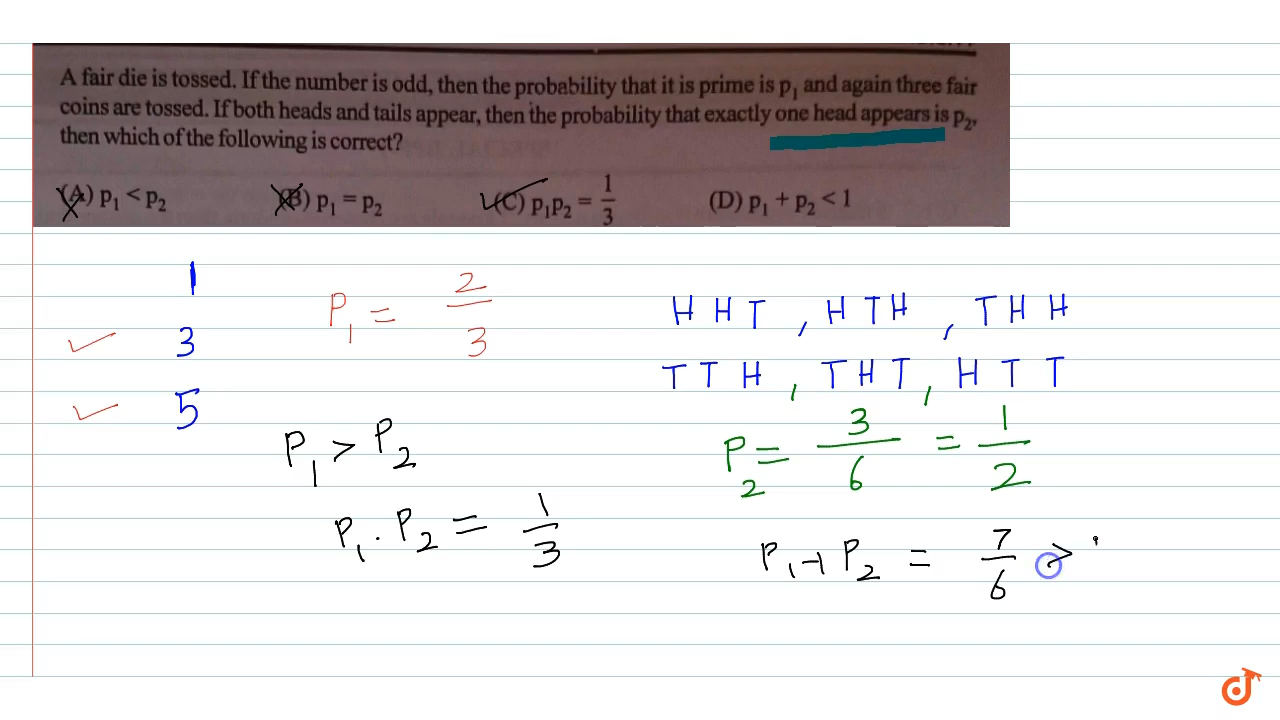 A fair die is tossed. If the number is odd, then the probability that it is prime is p₁ and again three fair
coins are tossed. If both heads and tails appear, then the probability that exactly one head appears is p₂,
then which of the following is correct?
(A) p₁ < p₂ (B) p₁ = p₂ (C) p₁p₂ = 1/3 (D) p₁ + p₂ < 1
1
3
5
P₁ = 2/3
P₁ > P₂
P₁ . P₂ = 1/3
H H T , H T H , T H H
T T H , T H T , H T T
P₂ = 3/6 = 1/2
P₁ + P₂ = 7/6 >